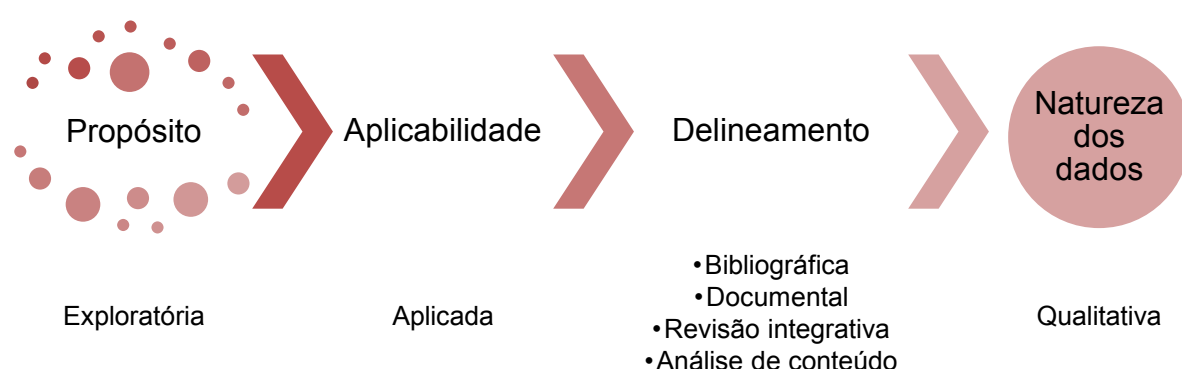 Propósito
Aplicabilidade
Delineamento
Natureza
dos
dados
Exploratória
Aplicada
•Bibliográfica
•Documental
•Revisão integrativa
•Análise de conteúdo
Qualitativa